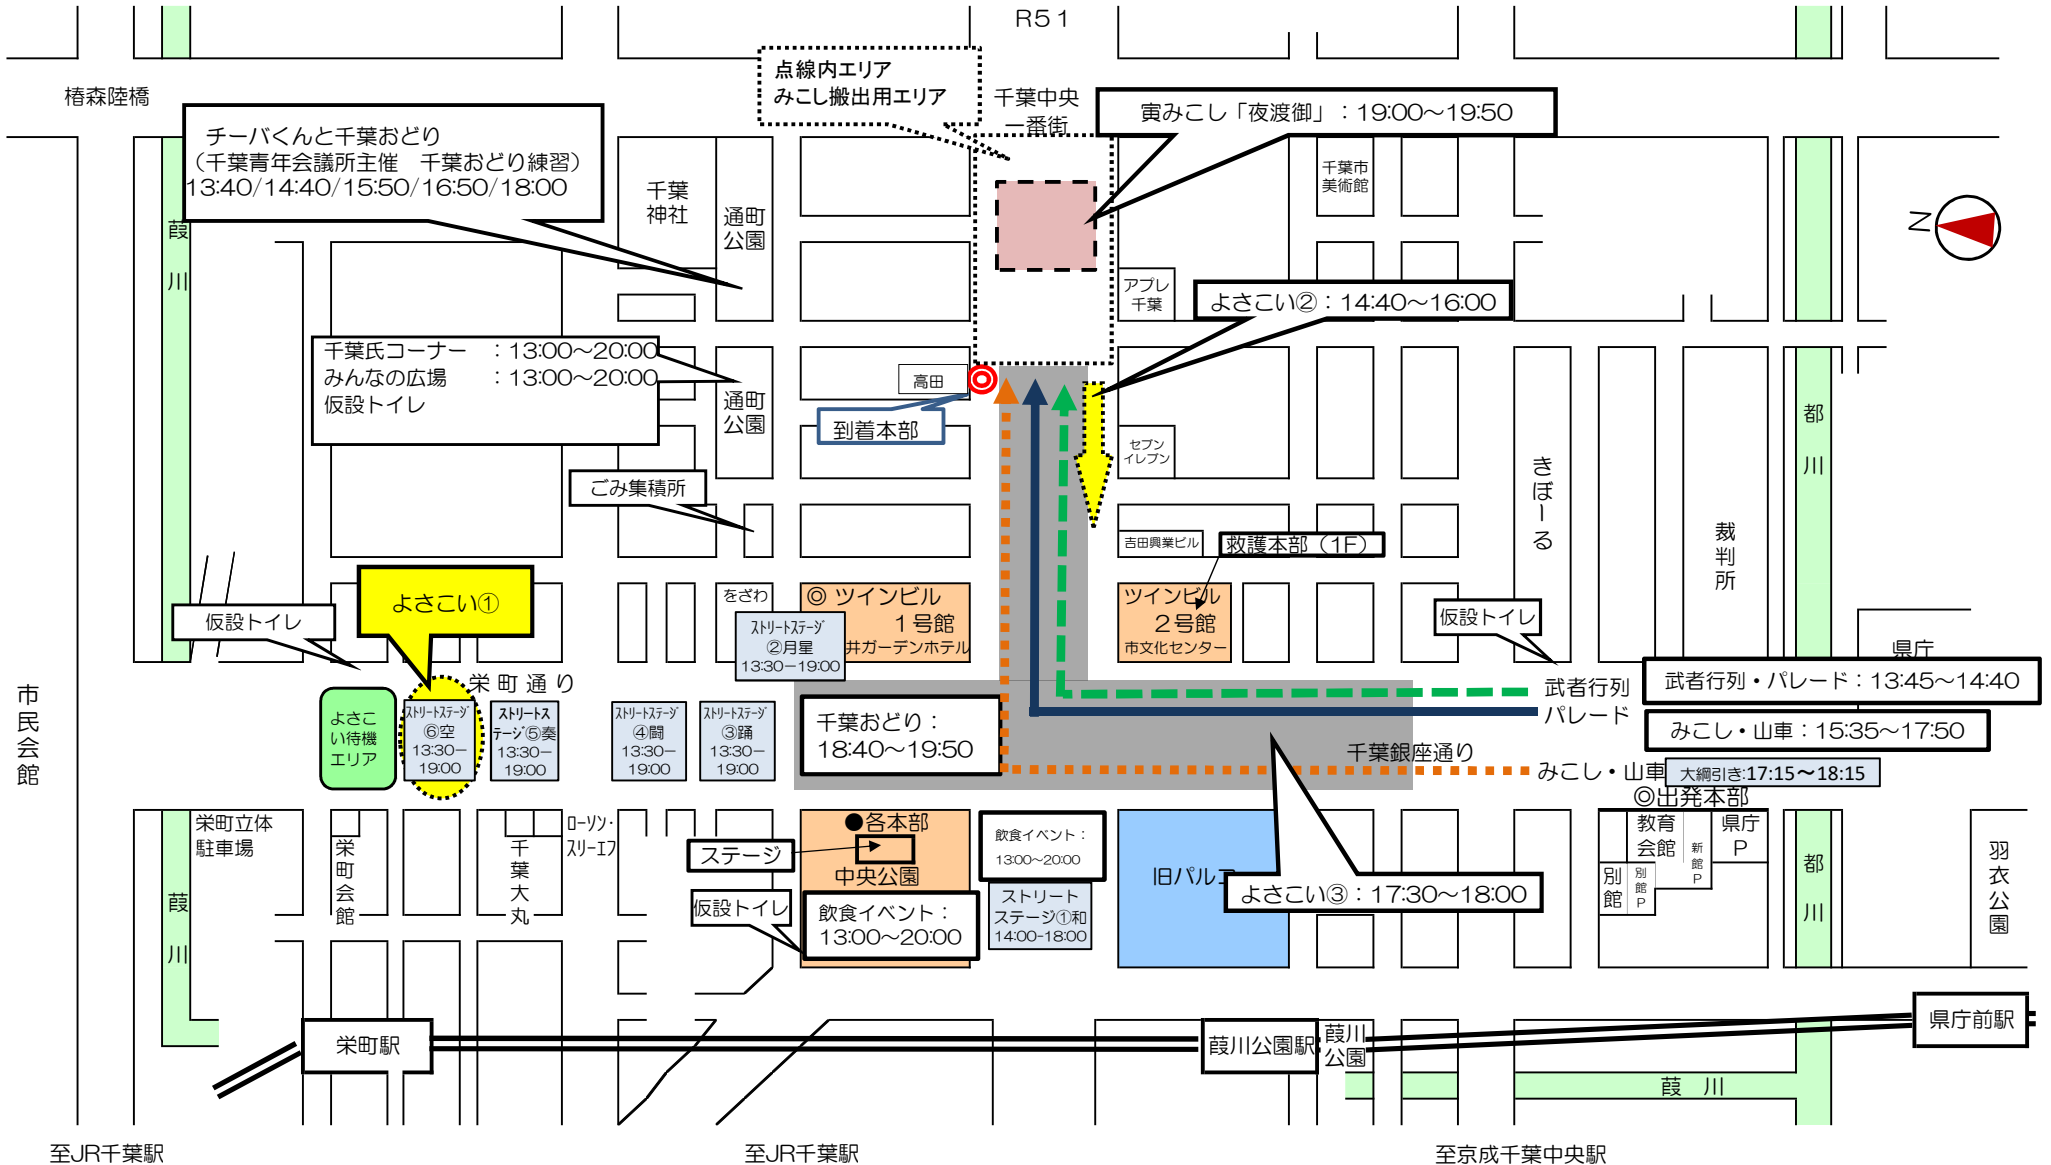 R51
点線内エリア
みこし搬出用エリア
椿森陸橋
千葉中央
一番街
寅みこし「夜渡御」：19:00～19:50
チーバくんと千葉おどり
（千葉青年会議所主催　千葉おどり練習）
13:40/14:40/15:50/16:50/18:00
千葉
神社
通町
公園
千葉市
美術館
N
葭
川
アプレ
千葉
よさこい②：14:40～16:00
千葉氏コーナー　：13:00～20:00
みんなの広場　　：13:00～20:00
仮設トイレ
高田
到着本部
通町
公園
都
川
セブン
イレブン
きぼーる
ごみ集積所
裁判所
吉田興業ビル
救護本部（1F）
よさこい①
をざわ
◎ ツインビル
1号館
井ガーデンホテル
ツインビル
2号館
市文化センター
仮設トイレ
仮設トイレ
ストリートステージ
②月星
13:30－19:00
県庁
栄町通り
武者行列
パレード
武者行列・パレード：13:45～14:40
市民会館
よさこ
い待機
エリア
ストリートステージ
⑥空
13:30－
19:00
ストリートス
テージ⑤奏
13:30－
19:00
ストリートステージ
④闘
13:30－
19:00
ストリートステージ
③踊
13:30－
19:00
千葉おどり：
18:40～19:50
みこし・山車：15:35～17:50
千葉銀座通り
みこし・山車
大綱引き:17:15～18:15
◎出発本部
栄町立体
駐車場
栄町会館
千葉大丸
ローソン・
スリーエフ
●各本部
ステージ
中央公園
飲食イベント：
13:00～20:00
旧パルコ
教育
会館
新館P
県庁
P
別館
別館P
都
川
羽衣公園
よさこい③：17:30～18:00
仮設トイレ
飲食イベント：
13:00～20:00
ストリート
ステージ①和
14:00-18:00
葭
川
栄町駅
葭川公園駅
葭川
公園
県庁前駅
葭　川
至JR千葉駅
至JR千葉駅
至京成千葉中央駅